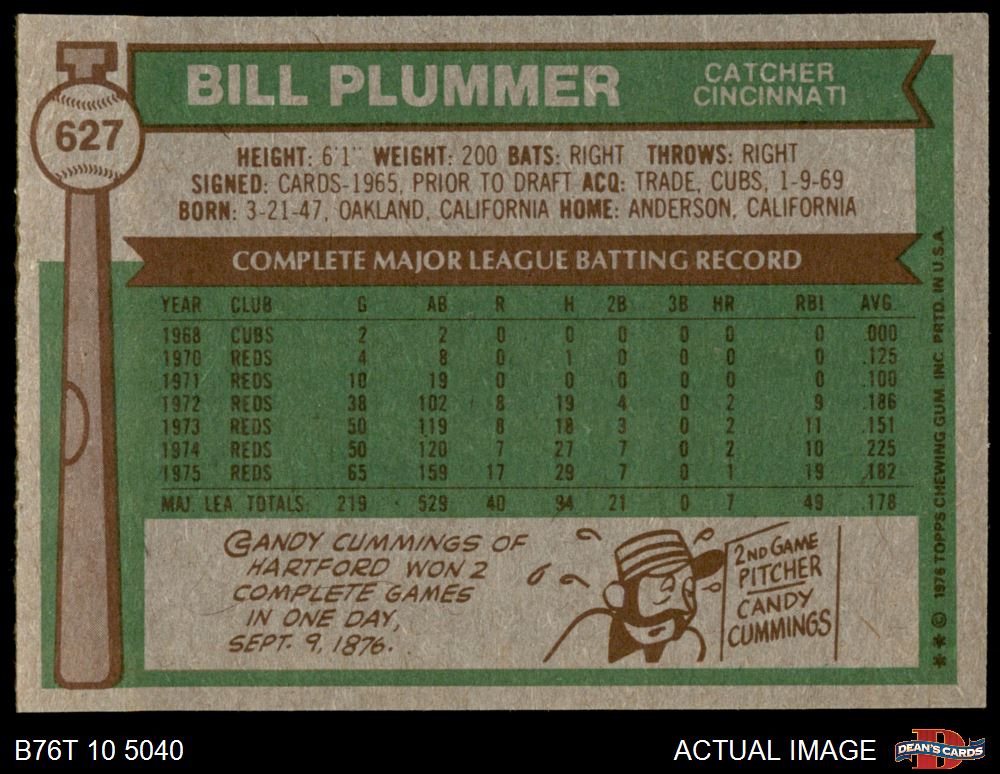 BILL PLUMMER
CATCHER
CINCINNATI
627
HEIGHT: 6'1" WEIGHT: 200 BATS: RIGHT THROWS: RIGHT
SIGNED: CARDS-1965, PRIOR TO DRAFT ACQ: TRADE, CUBS, 1-9-69
BORN: 3-21-47, OAKLAND, CALIFORNIA HOME: ANDERSON, CALIFORNIA
COMPLETE MAJOR LEAGUE BATTING RECORD
YEAR CLUB G AB R H 2B 3B HR RBI AVG.
1968 CUBS 2 2 0 0 0 0 0 0 .000
1970 REDS 4 8 0 1 0 0 0 0 .125
1971 REDS 10 19 0 0 0 0 0 0 .100
1972 REDS 38 102 8 19 4 0 2 9 .186
1973 REDS 50 119 8 18 3 0 2 11 .151
1974 REDS 50 120 7 27 7 0 2 10 .225
1975 REDS 65 159 17 29 7 0 1 19 .182
MAJ. LEA. TOTALS: 219 529 40 94 21 0 7 49 .178
CANDY CUMMINGS OF
HARTFORD WON 2
COMPLETE GAMES
IN ONE DAY,
SEPT. 9, 1876.
2ND GAME
PITCHER
CANDY
CUMMINGS
** © 1976 TOPPS CHEWING GUM, INC. PRTD. IN U.S.A.
B76T 10 5040
ACTUAL IMAGE
DEAN'S CARDS